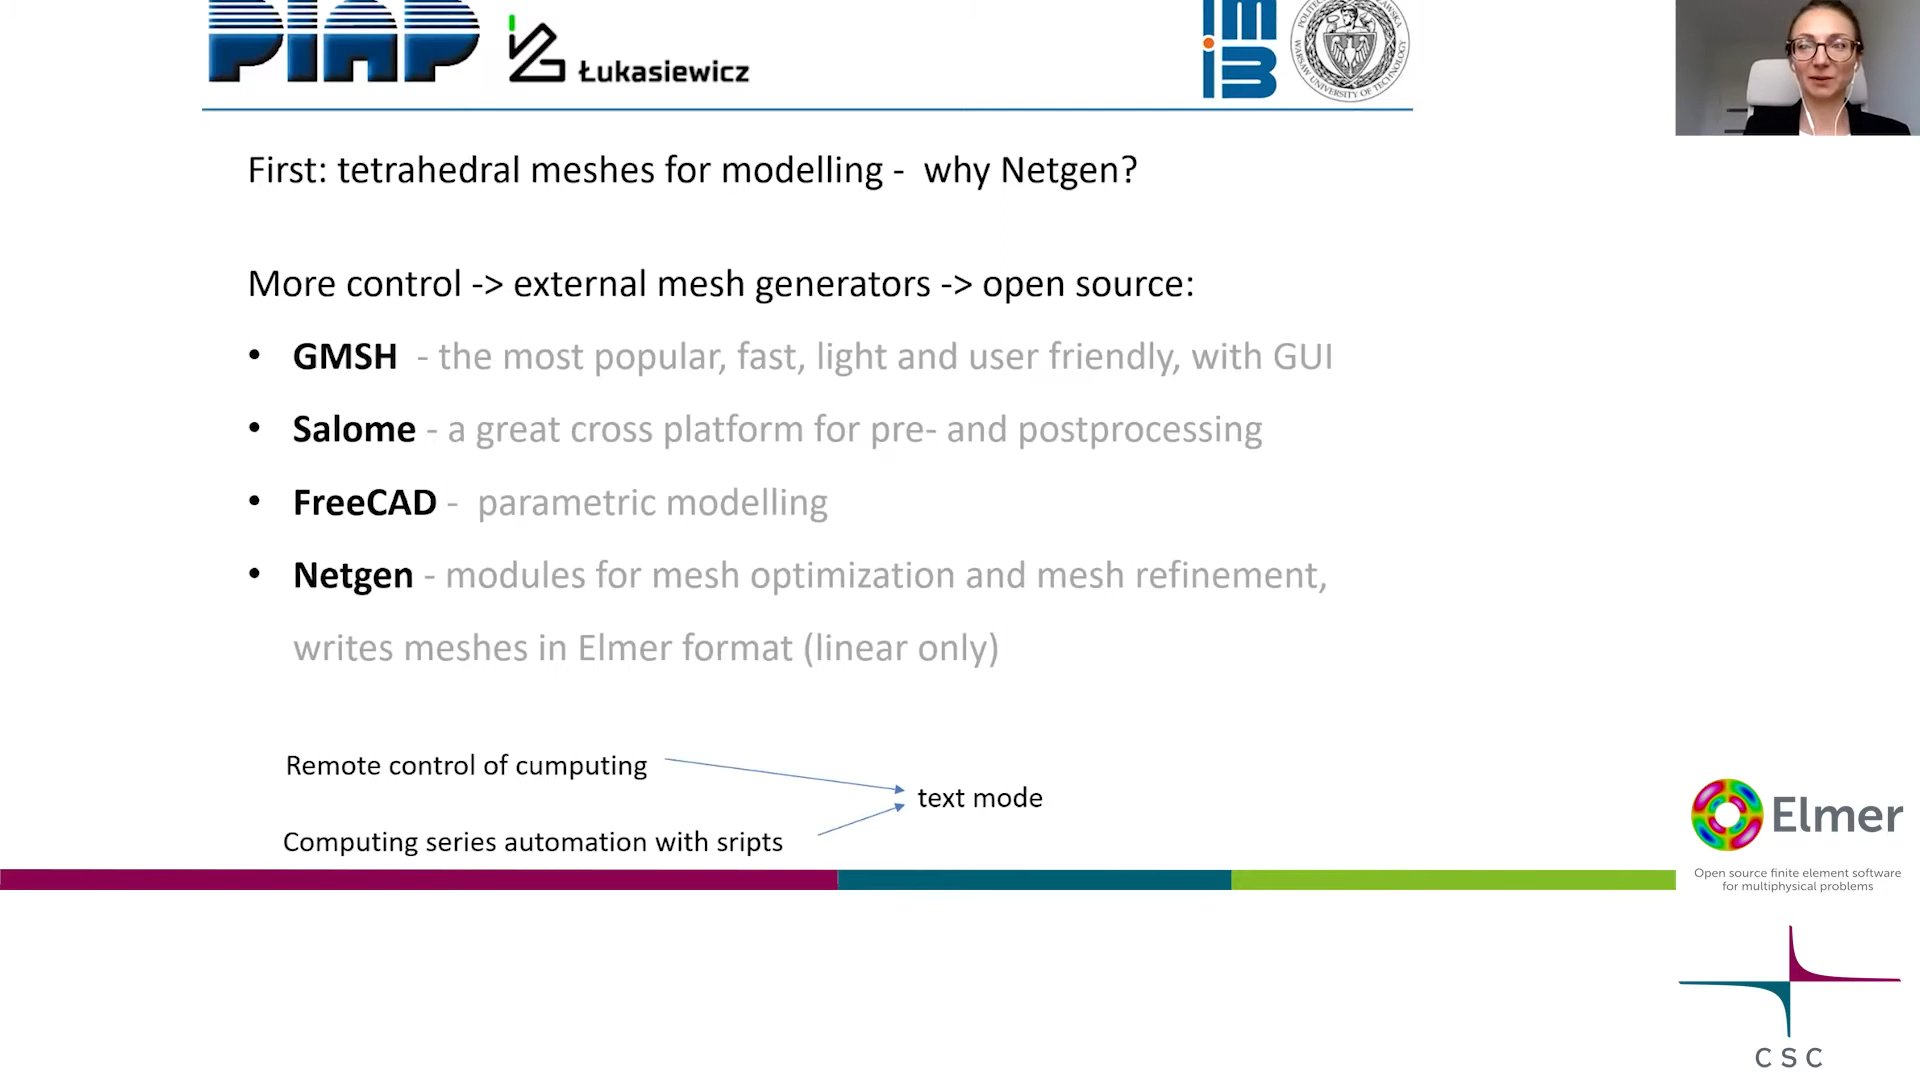 PIAP
Łukasiewicz
First: tetrahedral meshes for modelling - why Netgen?
More control -> external mesh generators -> open source:
• GMSH - the most popular, fast, light and user friendly, with GUI
• Salome - a great cross platform for pre- and postprocessing
• FreeCAD - parametric modelling
• Netgen - modules for mesh optimization and mesh refinement,
writes meshes in Elmer format (linear only)
Remote control of cumputing
text mode
Computing series automation with sripts
Elmer
Open source finite element software
for multiphysical problems
CSC